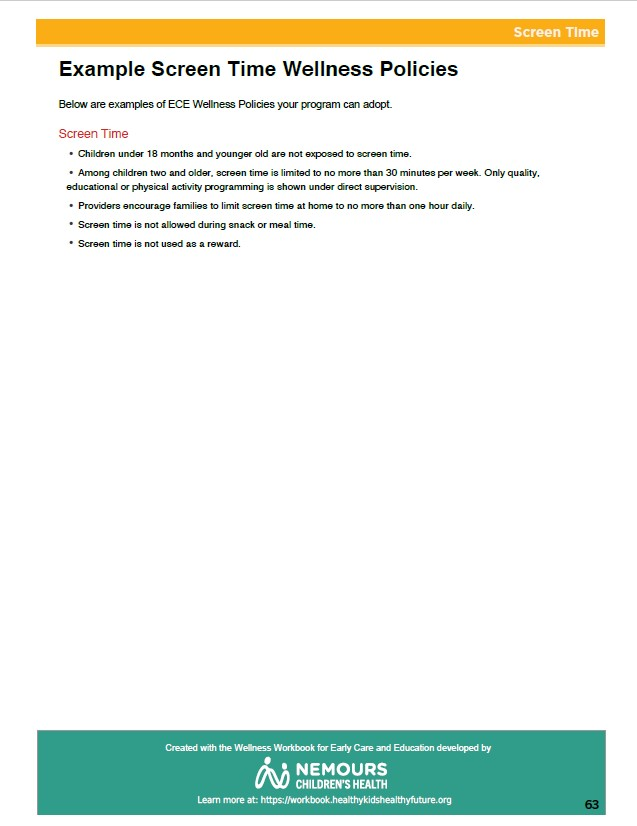 Screen Time
Example Screen Time Wellness Policies
Below are examples of ECE Wellness Policies your program can adopt.
Screen Time
• Children under 18 months and younger old are not exposed to screen time.
• Among children two and older, screen time is limited to no more than 30 minutes per week. Only quality,
educational or physical activity programming is shown under direct supervision.
• Providers encourage families to limit screen time at home to no more than one hour daily.
• Screen time is not allowed during snack or meal time.
• Screen time is not used as a reward.
Created with the Wellness Workbook for Early Care and Education developed by
NEMOURS
CHILDREN'S HEALTH
Learn more at: https://workbook.healthykidshealthyfuture.org
63